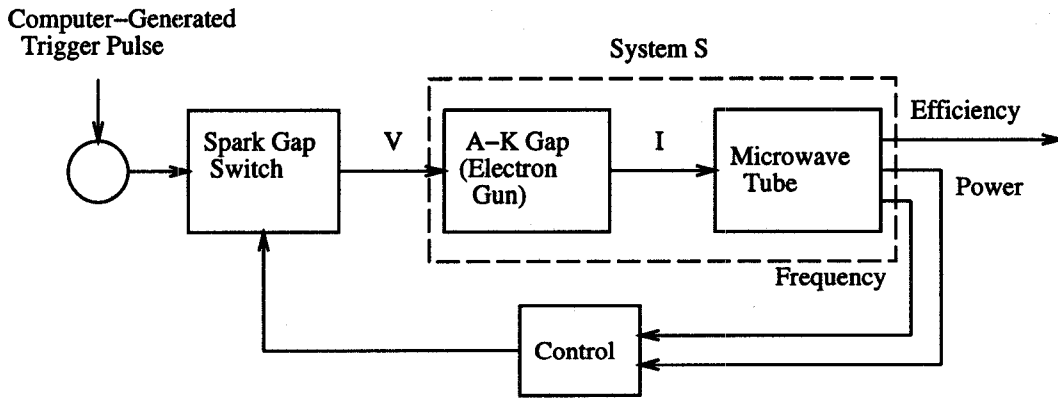 Computer–Generated
Trigger Pulse
System S
Efficiency
Spark Gap
Switch
V
A–K Gap
(Electron
Gun)
I
Microwave
Tube
Power
Frequency
Control